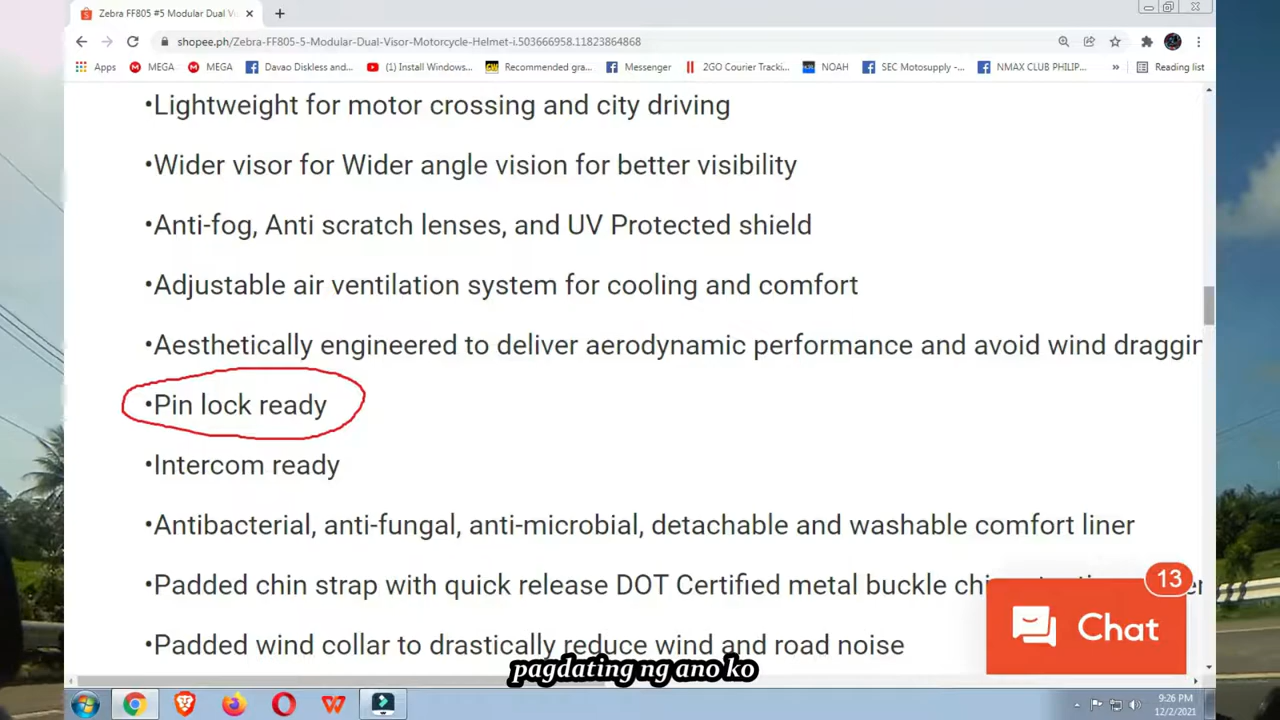 Zebra FF805 #5 Modular Dual Vi
shopee.ph/Zebra-FF805-5-Modular-Dual-Visor-Motorcycle-Helmet-i.503666958.11823864868
Apps MEGA MEGA Davao Diskless and... (1) Install Windows... Recommended gra... Messenger 2GO Courier Tracki... NOAH SEC Motosupply -... NMAX CLUB PHILIP... » Reading list
•Lightweight for motor crossing and city driving
•Wider visor for Wider angle vision for better visibility
•Anti-fog, Anti scratch lenses, and UV Protected shield
•Adjustable air ventilation system for cooling and comfort
•Aesthetically engineered to deliver aerodynamic performance and avoid wind draggin
•Pin lock ready
•Intercom ready
•Antibacterial, anti-fungal, anti-microbial, detachable and washable comfort liner
•Padded chin strap with quick release DOT Certified metal buckle
13
Chat
•Padded wind collar to drastically reduce wind and road noise
pagdating ng ano ko
9:26 PM
12/2/2021